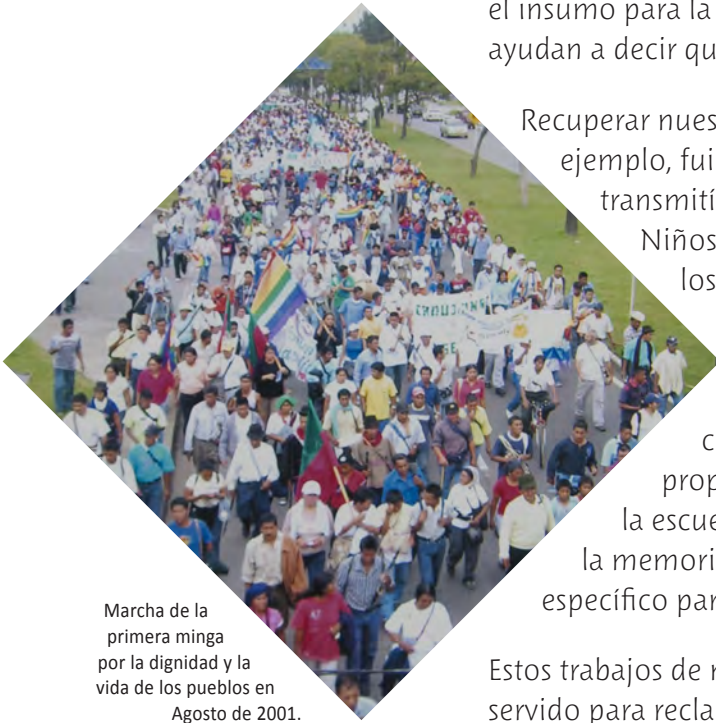 el insumo para la
ayudan a decir qu
Recuperar nues
ejemplo, fui
transmití
Niños
los
c
prop
la escue
la memori
específico par
Estos trabajos de r
servido para recla
Marcha de la
primera minga
por la dignidad y la
vida de los pueblos en
Agosto de 2001.